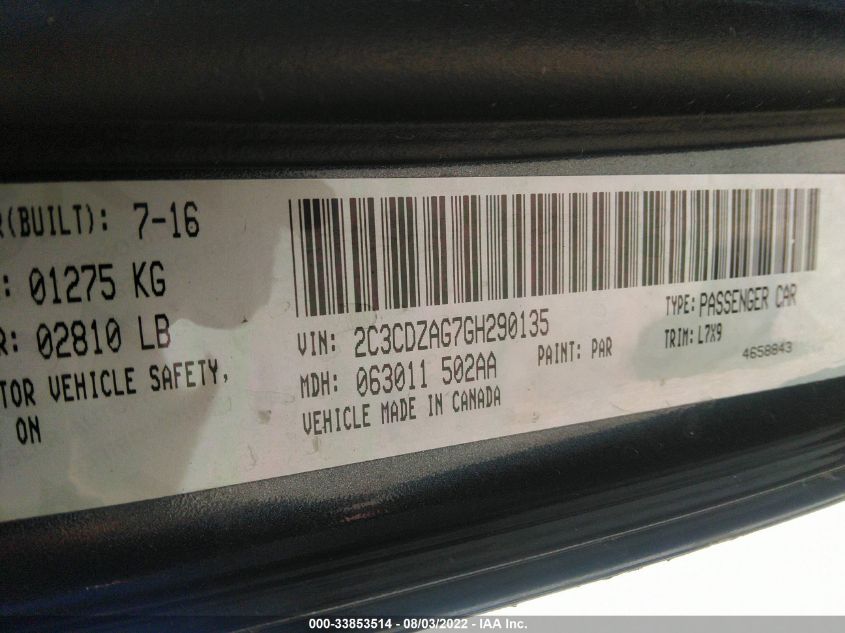 R(BUILT): 7-16
: 01275 KG
R: 02810 LB
TOR VEHICLE SAFETY,
ON
VIN: 2C3CDZAG7GH290135
MDH: 063011 502AA
VEHICLE MADE IN CANADA
PAINT: PAR
TYPE: PASSENGER CAR
TRIM: L7X9
4658843
000-33853514 - 08/03/2022 - IAA Inc.